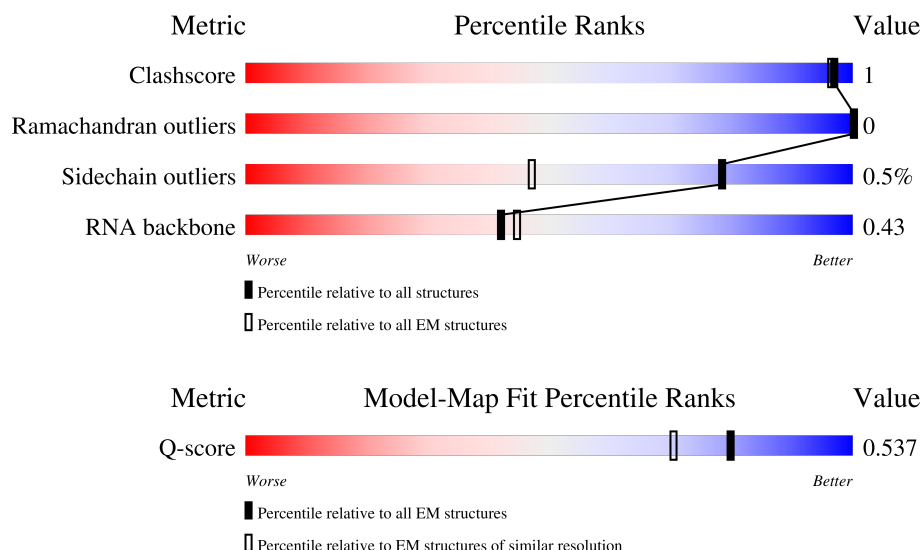 Metric Percentile Ranks Value
Clashscore 1
Ramachandran outliers 0
Sidechain outliers 0.5%
RNA backbone 0.43
Worse Better
Percentile relative to all structures
Percentile relative to all EM structures
Metric Model-Map Fit Percentile Ranks Value
Q-score 0.537
Worse Better
Percentile relative to all EM structures
Percentile relative to EM structures of similar resolution